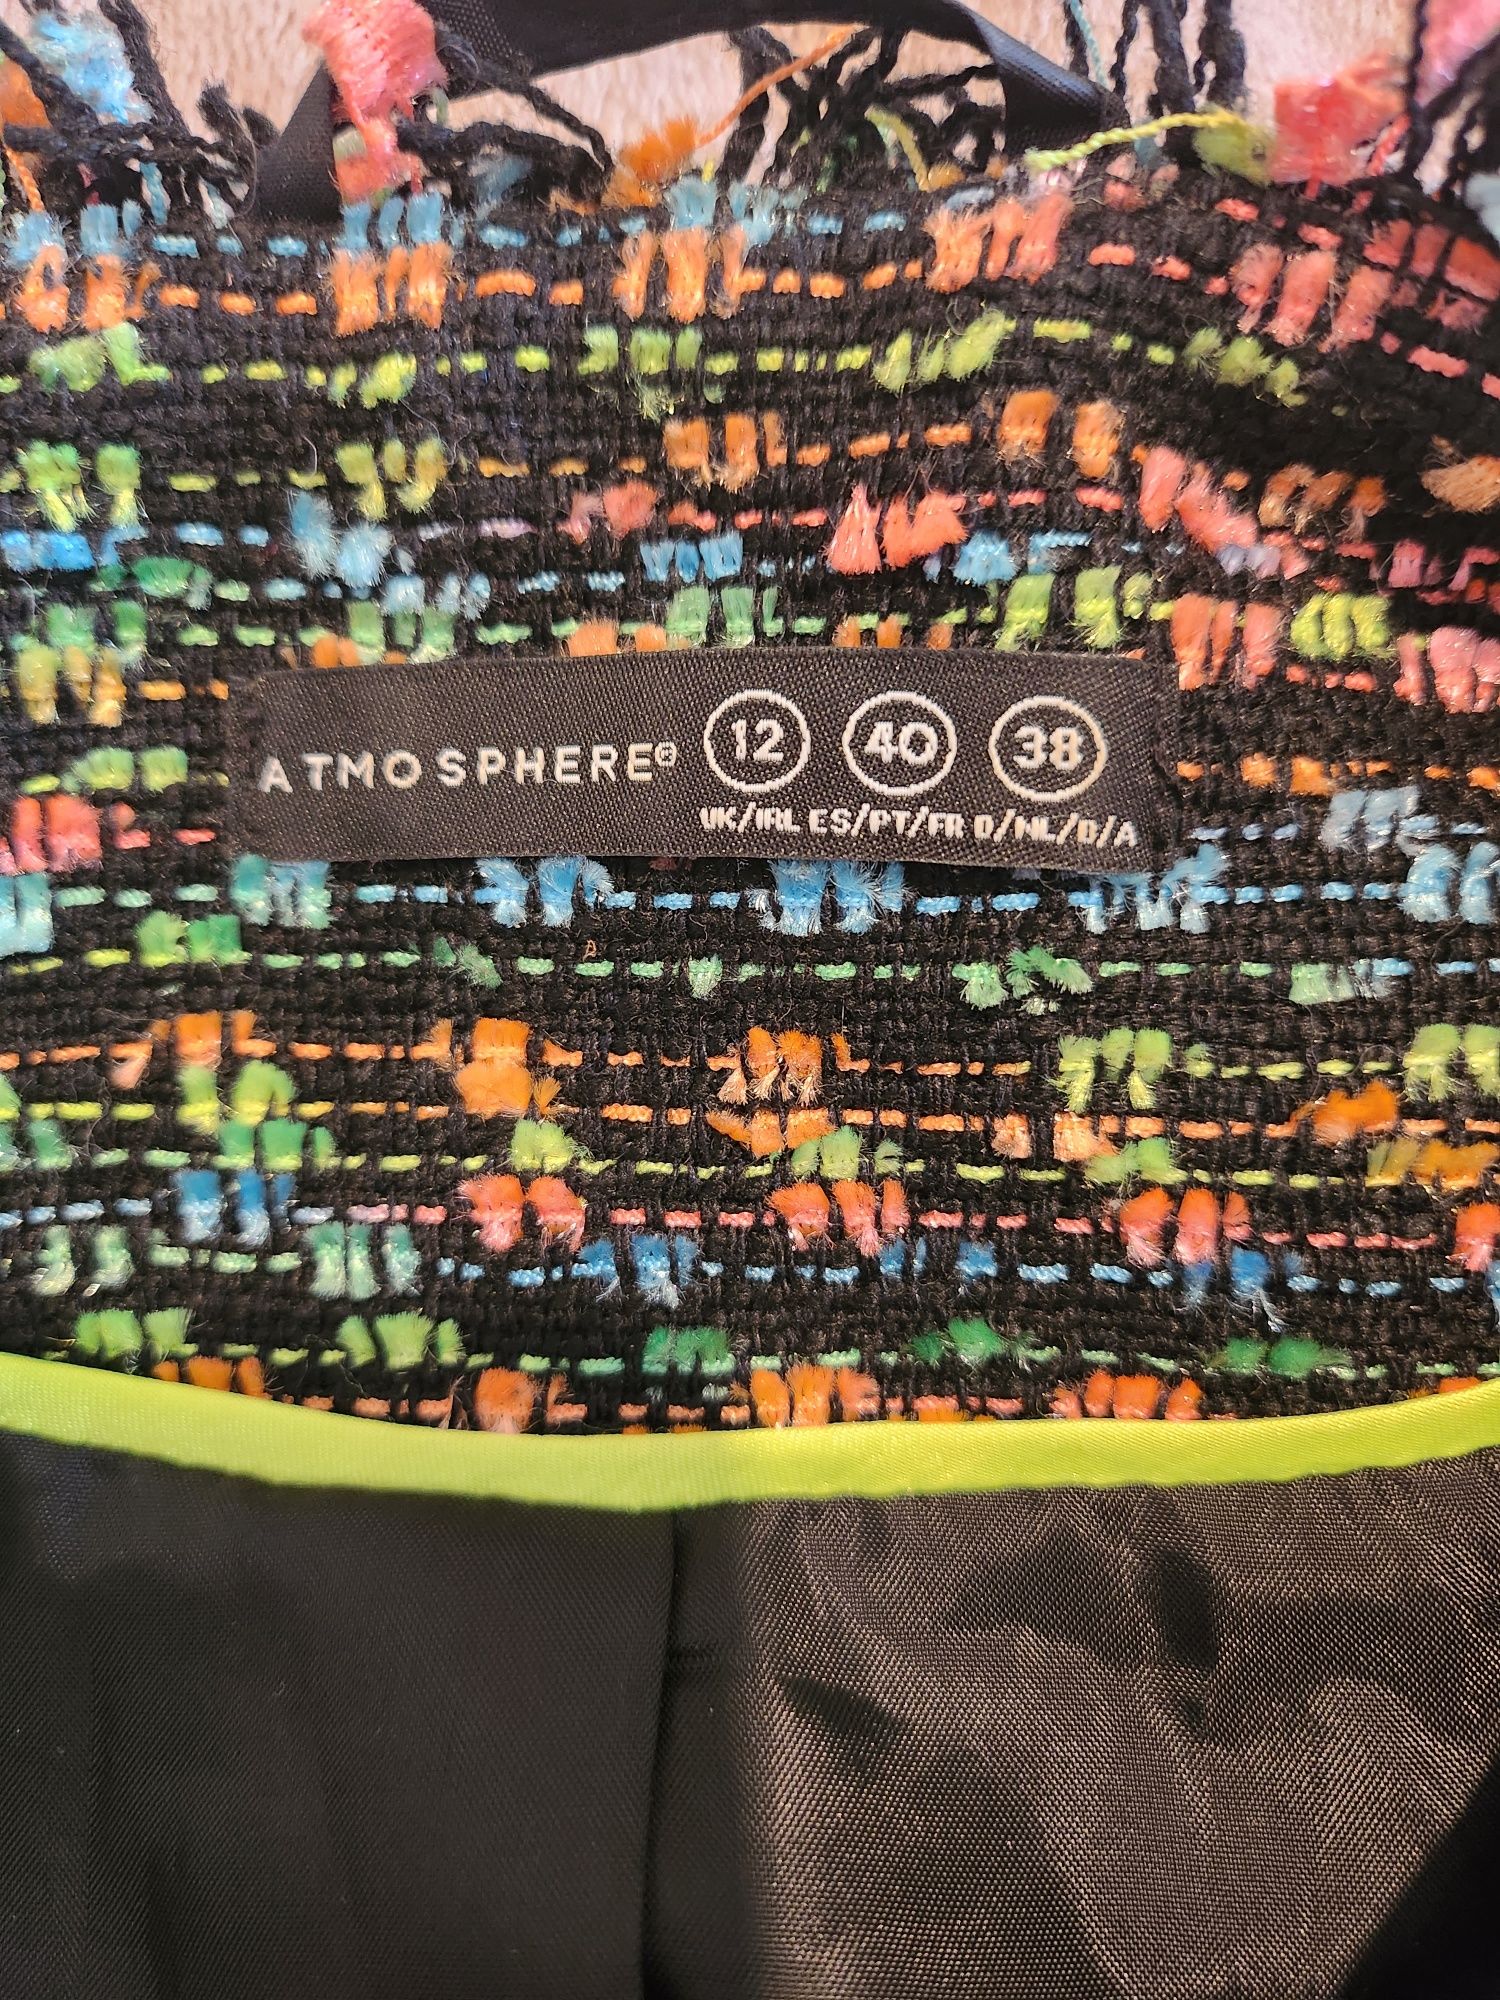 ATMOSPHERE® 12 40 38
UK/IRL ES/PT/FR D/NL/D/A